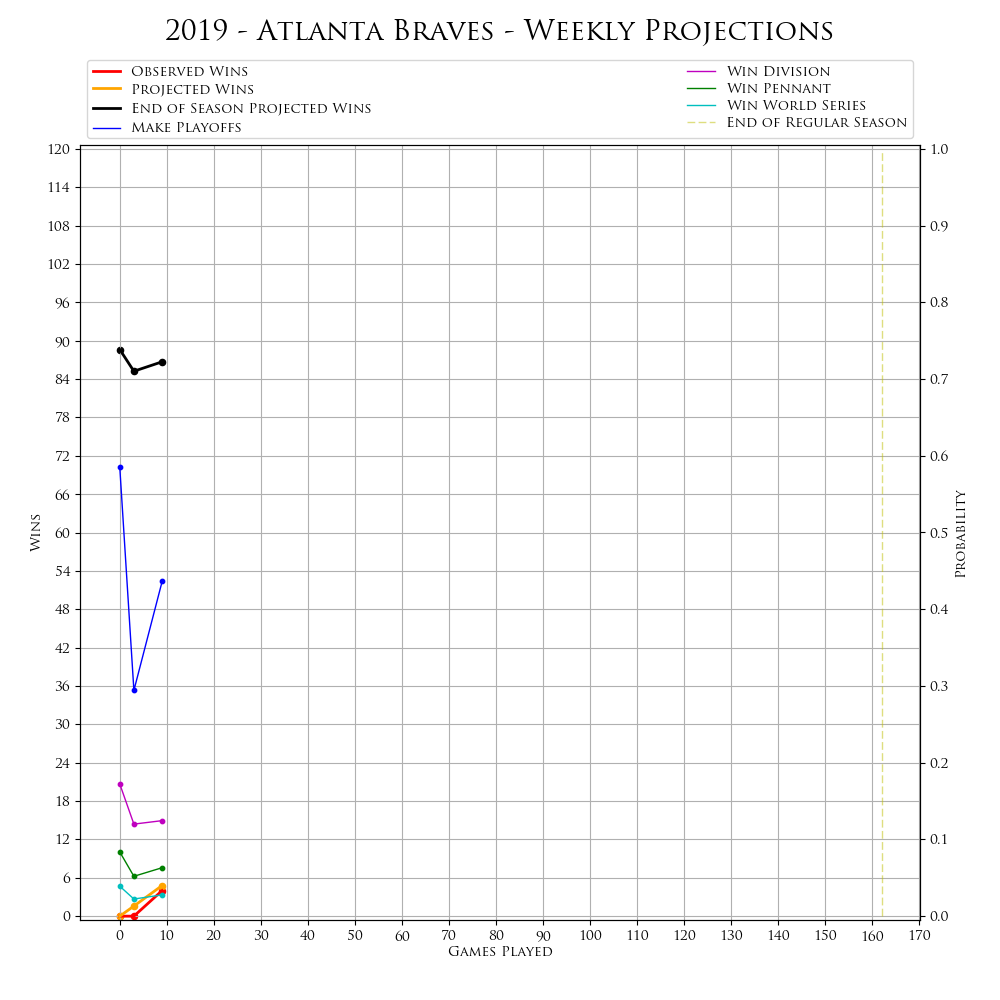 2019 - Atlanta Braves - Weekly Projections
Observed Wins
Projected Wins
End of Season Projected Wins
Make Playoffs
Win Division
Win Pennant
Win World Series
End of Regular Season
120
114
108
102
96
90
84
78
72
66
60
54
48
42
36
30
24
18
12
6
0
Wins
1.0
0.9
0.8
0.7
0.6
0.5
0.4
0.3
0.2
0.1
0.0
Probability
0 10 20 30 40 50 60 70 80 90 100 110 120 130 140 150 160 170
Games Played